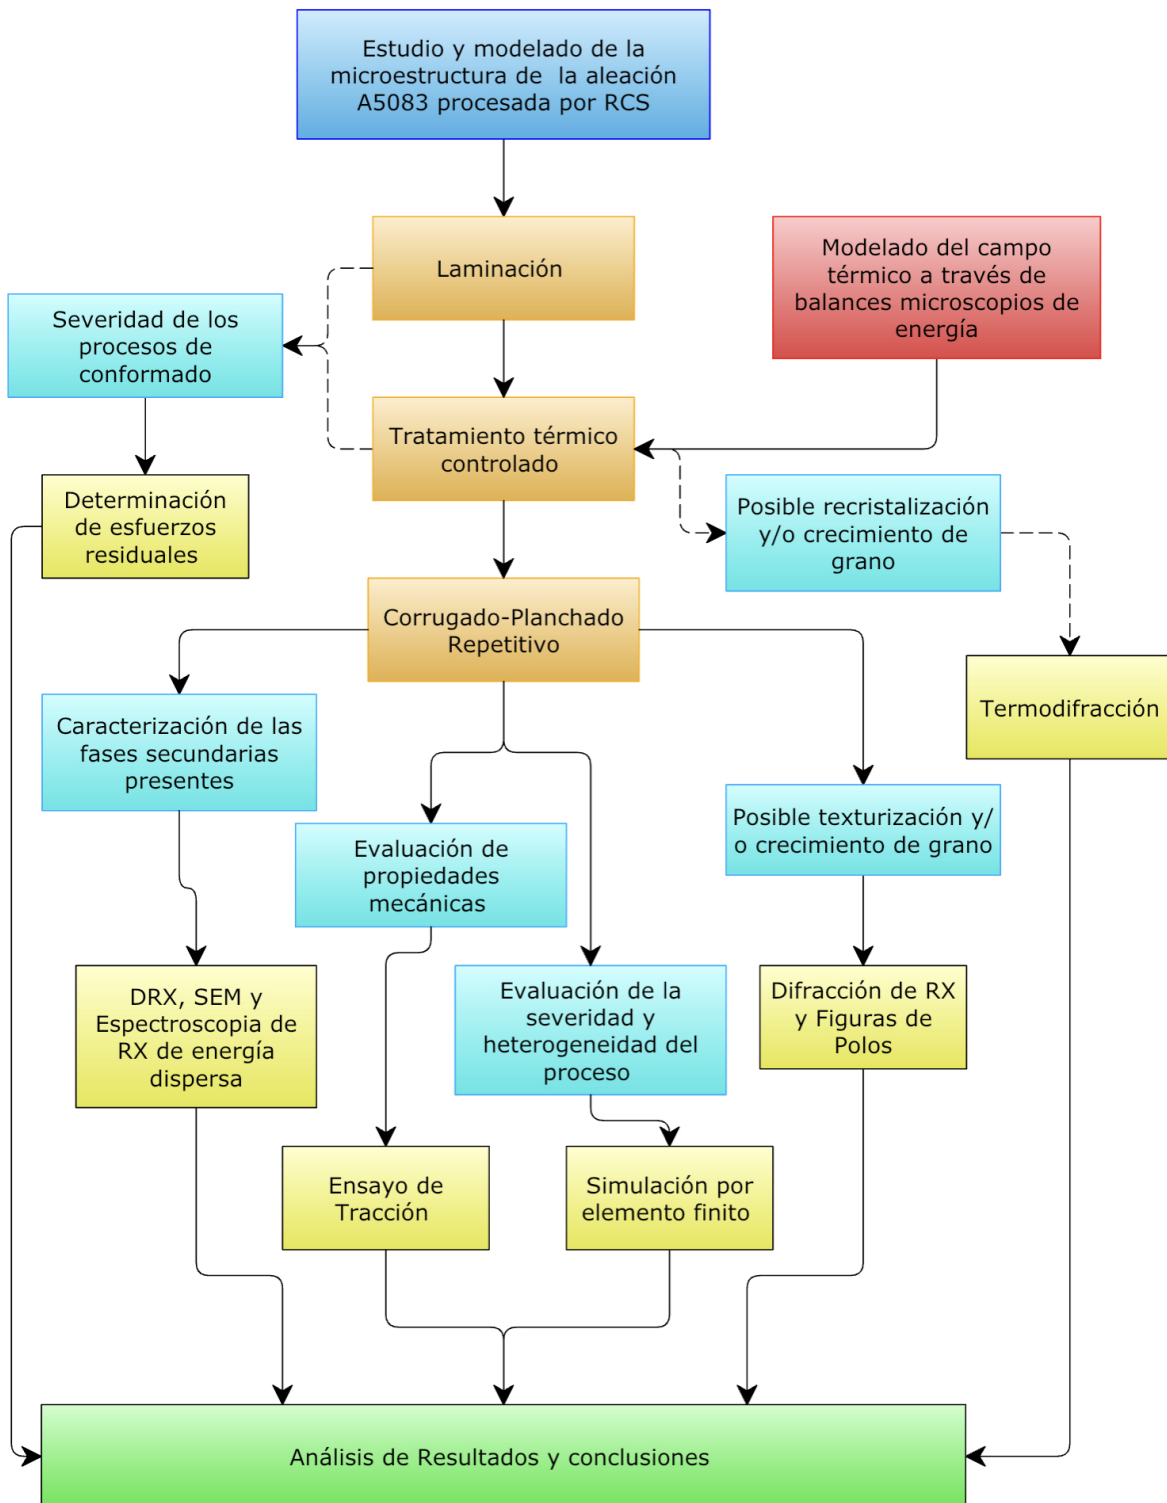 Estudio y modelado de la
microestructura de  la aleación
A5083 procesada por RCS
Laminación
Modelado del campo
térmico a través de
balances microscopios de
energía
Severidad de los
procesos de
conformado
Tratamiento térmico
controlado
Determinación
de esfuerzos
residuales
Posible recristalización
y/o crecimiento de
grano
Corrugado-Planchado
Repetitivo
Termodifracción
Caracterización de las
fases secundarias
presentes
Evaluación de
propiedades
mecánicas
Posible texturización y/
o crecimiento de grano
DRX, SEM y
Espectroscopia de
RX de energía
dispersa
Evaluación de la
severidad y
heterogeneidad del
proceso
Difracción de RX
y Figuras de
Polos
Ensayo de
Tracción
Simulación por
elemento finito
Análisis de Resultados y conclusiones